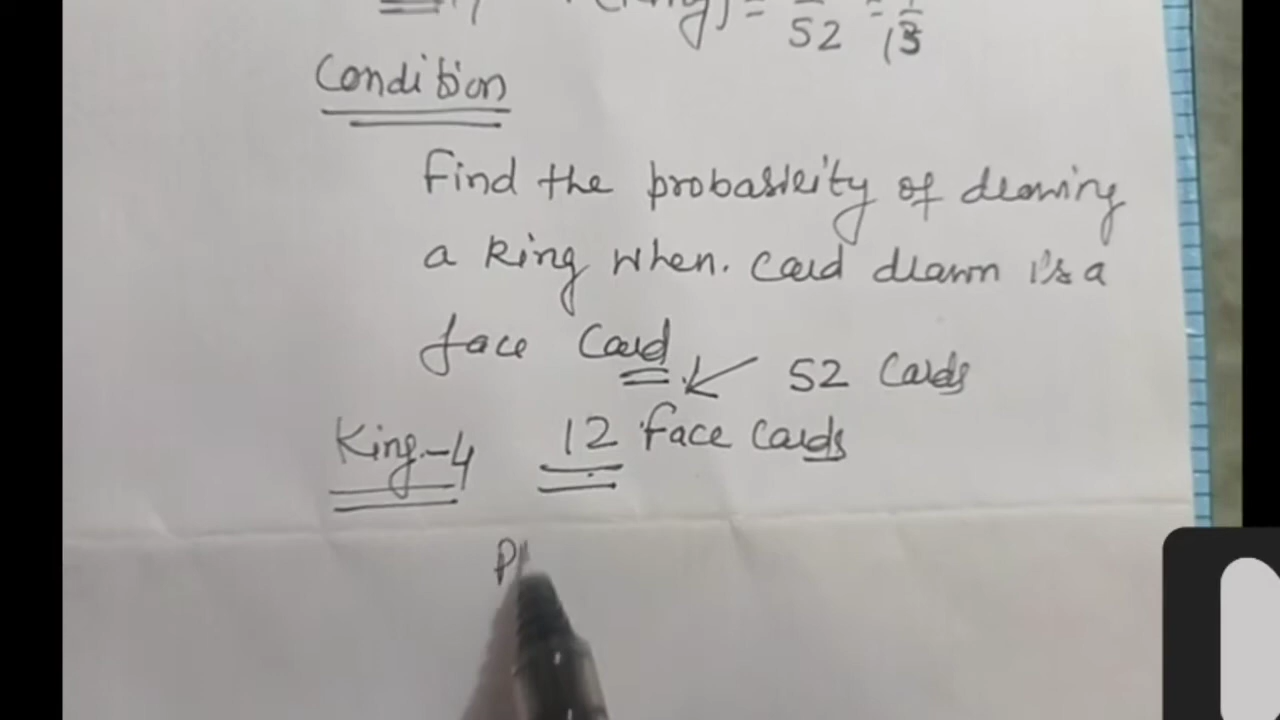 52 = 13
Condition
Find the probability of drawing
a King when. Card drawn is a
face Card
52 Cards
King-4 12 face Cards
P